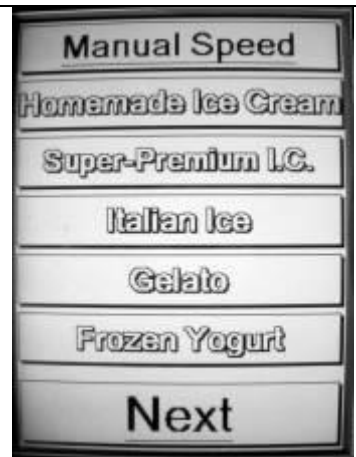 Manual Speed
Homemade Ice Cream
Super-Premium I.C.
Italian Ice
Gelato
Frozen Yogurt
Next